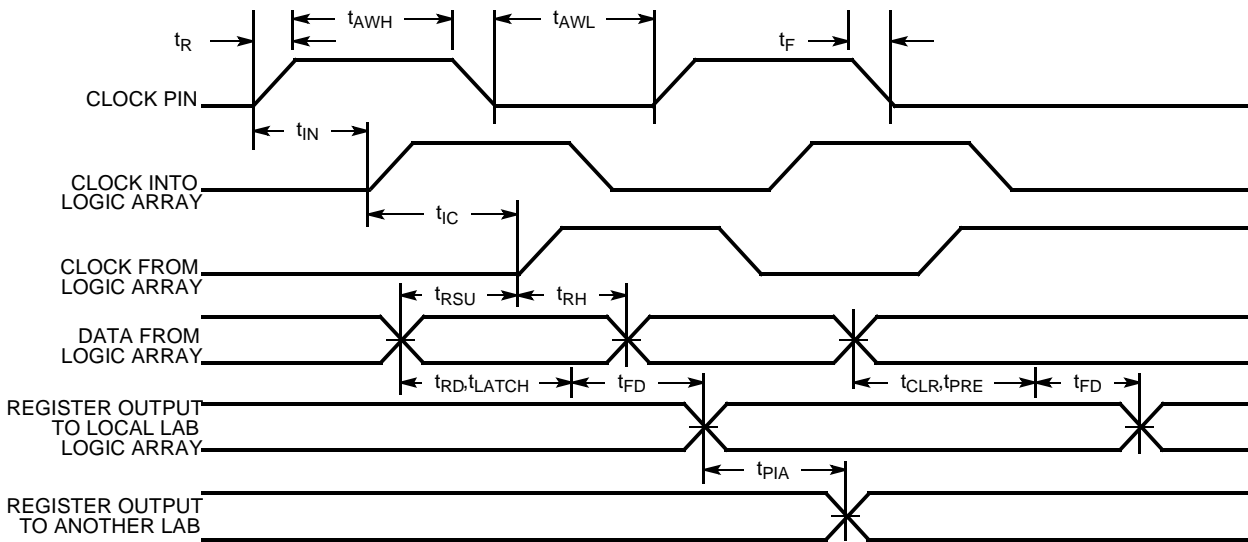 tAWH
tAWL
tR
tF
CLOCK PIN
tIN
CLOCK INTO
LOGIC ARRAY
tIC
CLOCK FROM
LOGIC ARRAY
tRSU
tRH
DATA FROM
LOGIC ARRAY
tRD,tLATCH
tFD
tCLR,tPRE
tFD
REGISTER OUTPUT
TO LOCAL LAB
LOGIC ARRAY
tPIA
REGISTER OUTPUT
TO ANOTHER LAB